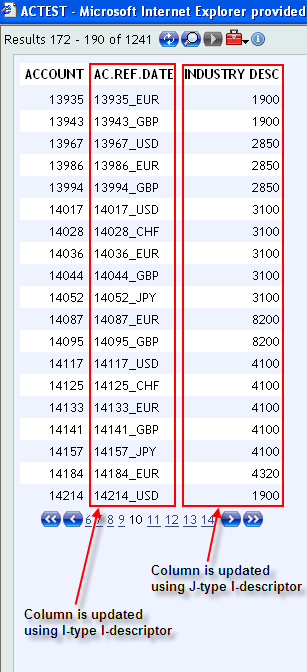 ACTEST - Microsoft Internet Explorer provided
Results 172 - 190 of 1241
ACCOUNT AC.REF.DATE INDUSTRY DESC
13935 13935_EUR 1900
13943 13943_GBP 1900
13967 13967_USD 2850
13986 13986_EUR 2850
13994 13994_GBP 2850
14017 14017_USD 3100
14028 14028_CHF 3100
14036 14036_EUR 3100
14044 14044_GBP 3100
14052 14052_JPY 3100
14087 14087_EUR 8200
14095 14095_GBP 8200
14117 14117_USD 4100
14125 14125_CHF 4100
14133 14133_EUR 4100
14141 14141_GBP 4100
14157 14157_JPY 4100
14184 14184_EUR 4320
14214 14214_USD 1900
6 7 8 9 10 11 12 13 14
Column is updated
using J-type I-descriptor
Column is updated
using I-type I-descriptor